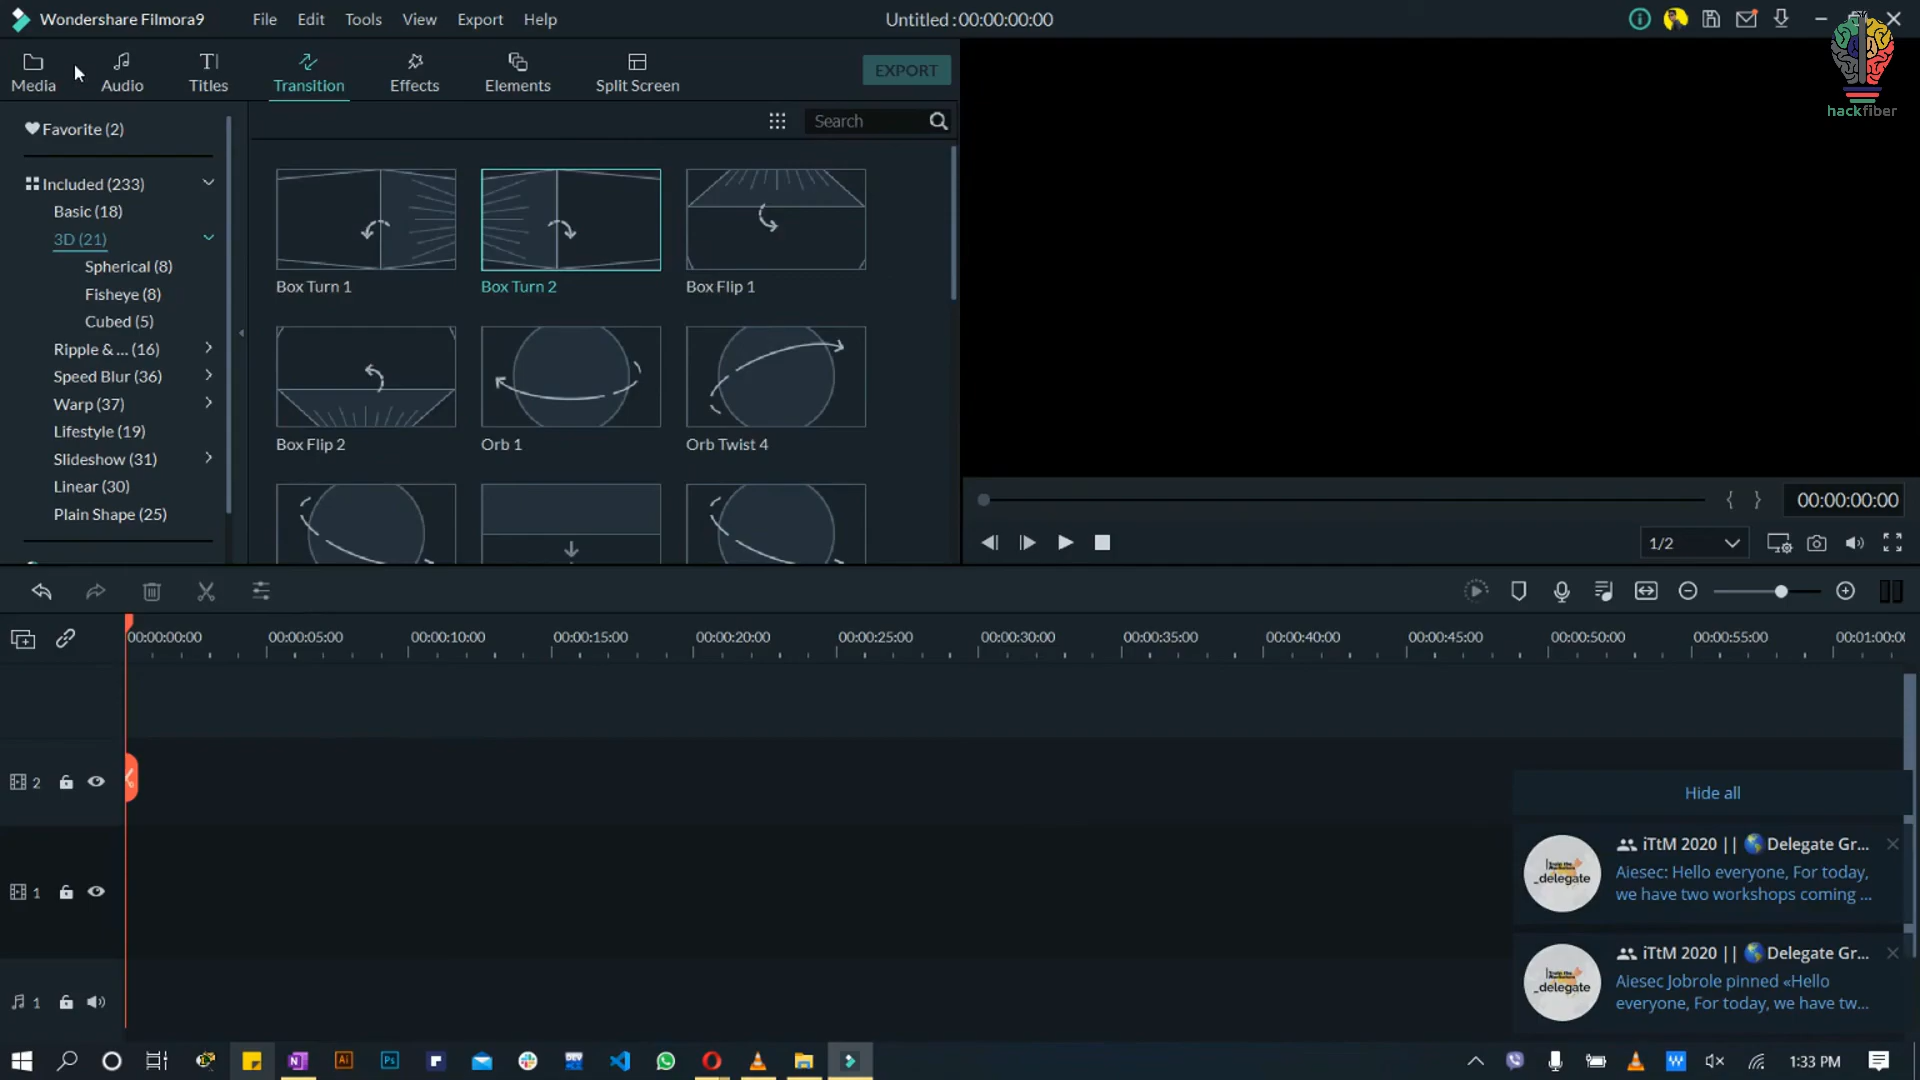 Wondershare Filmora9
File Edit Tools View Export Help
Untitled : 00:00:00:00
hackfiber
Media Audio Titles Transition Effects Elements Split Screen
EXPORT
Favorite (2)
Search
Included (233)
Basic (18)
3D (21)
Spherical (8)
Fisheye (8)
Cubed (5)
Ripple & ... (16)
Speed Blur (36)
Warp (37)
Lifestyle (19)
Slideshow (31)
Linear (30)
Plain Shape (25)
Box Turn 1 Box Turn 2 Box Flip 1
Box Flip 2 Orb 1 Orb Twist 4
00:00:00:00
1/2
00:00:00:00 00:00:05:00 00:00:10:00 00:00:15:00 00:00:20:00 00:00:25:00 00:00:30:00 00:00:35:00 00:00:40:00 00:00:45:00 00:00:50:00 00:00:55:00 00:01:00:0
2
1
1
Hide all
iTtM 2020 || 🌎 Delegate Gr...
Aiesec: Hello everyone, For today,
we have two workshops coming ...
_delegate
iTtM 2020 || 🌎 Delegate Gr...
Aiesec Jobrole pinned «Hello
everyone, For today, we have tw...
_delegate
N Ai Ps DEV W
1:33 PM